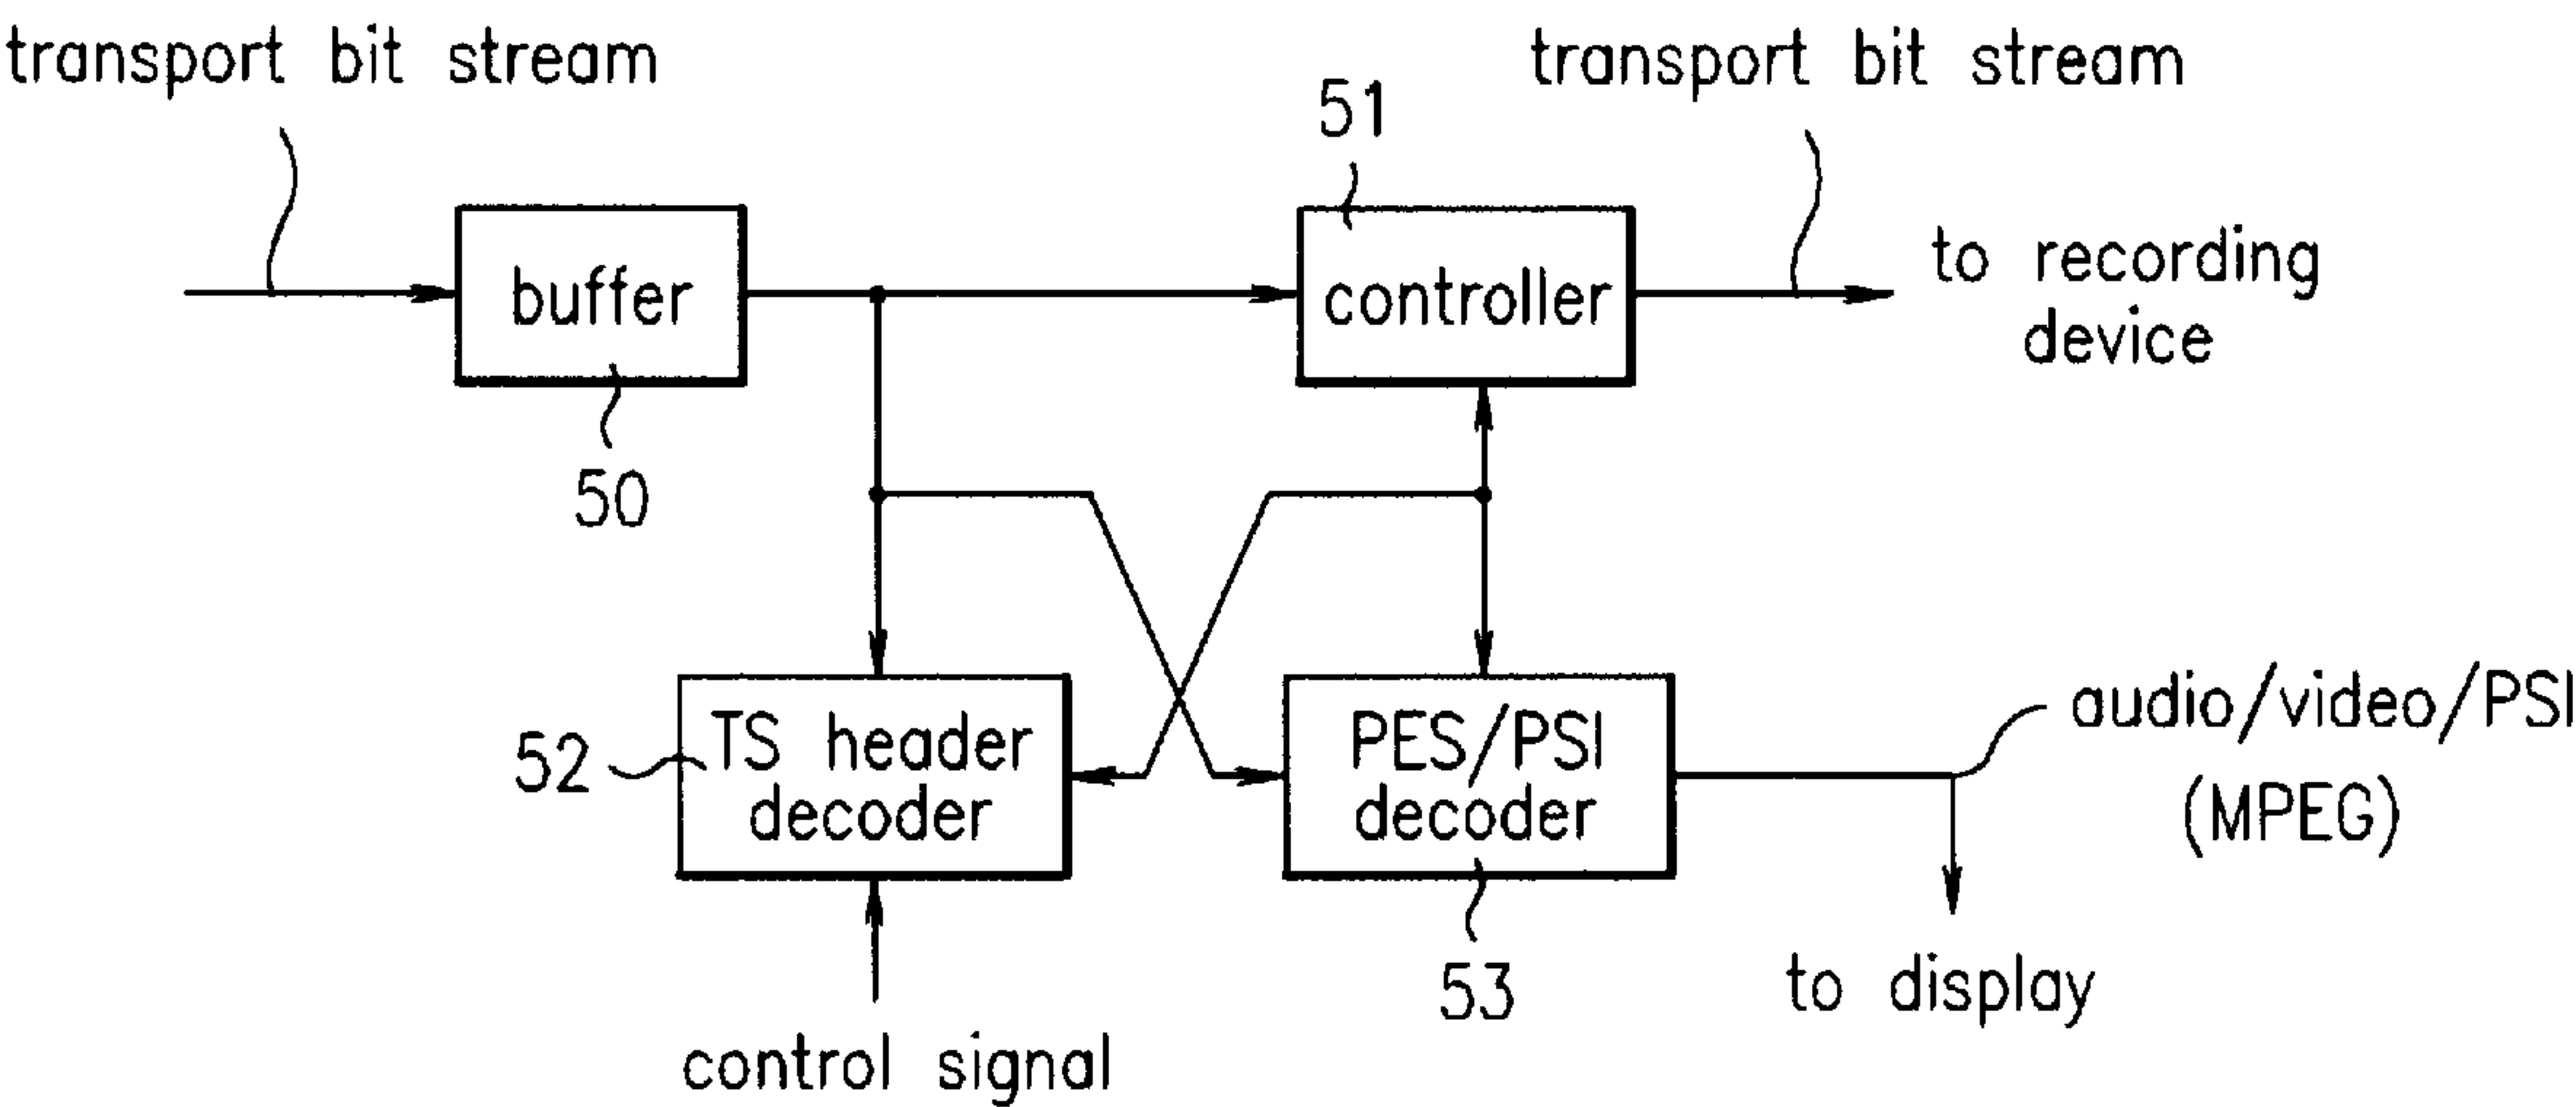 transport bit stream
transport bit stream
51
buffer
controller
to recording
device
50
TS header
decoder
52
PES/PSI
decoder
audio/video/PSI
(MPEG)
53
to display
control signal